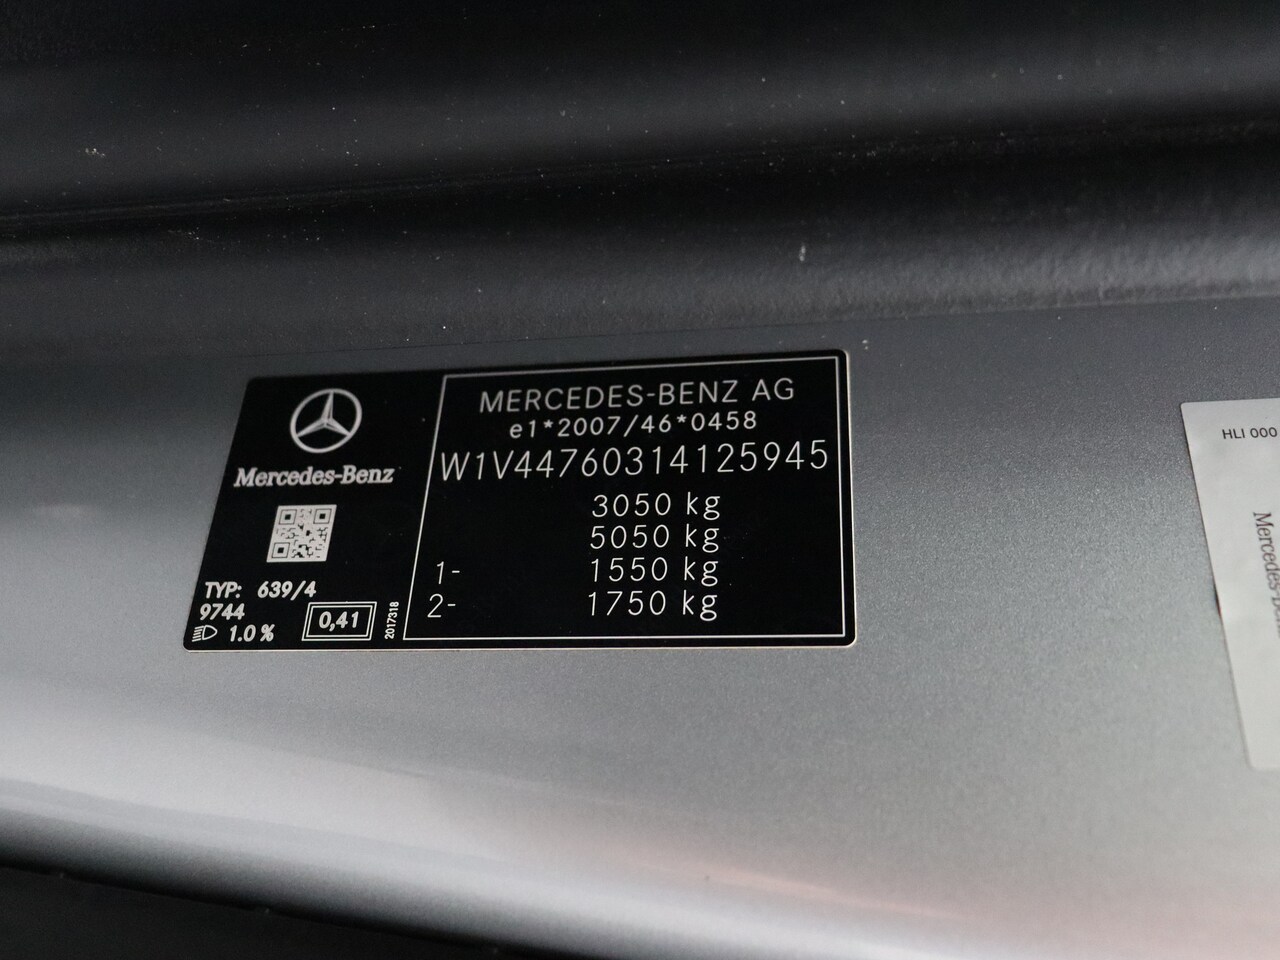 MERCEDES-BENZ AG
e1*2007/46*0458
W1V44760314125945
3050 kg
5050 kg
1- 1550 kg
2- 1750 kg
Mercedes-Benz
TYP: 639/4
9744
1.0 %
0,41
2017318
HLI 000
Mercedes-